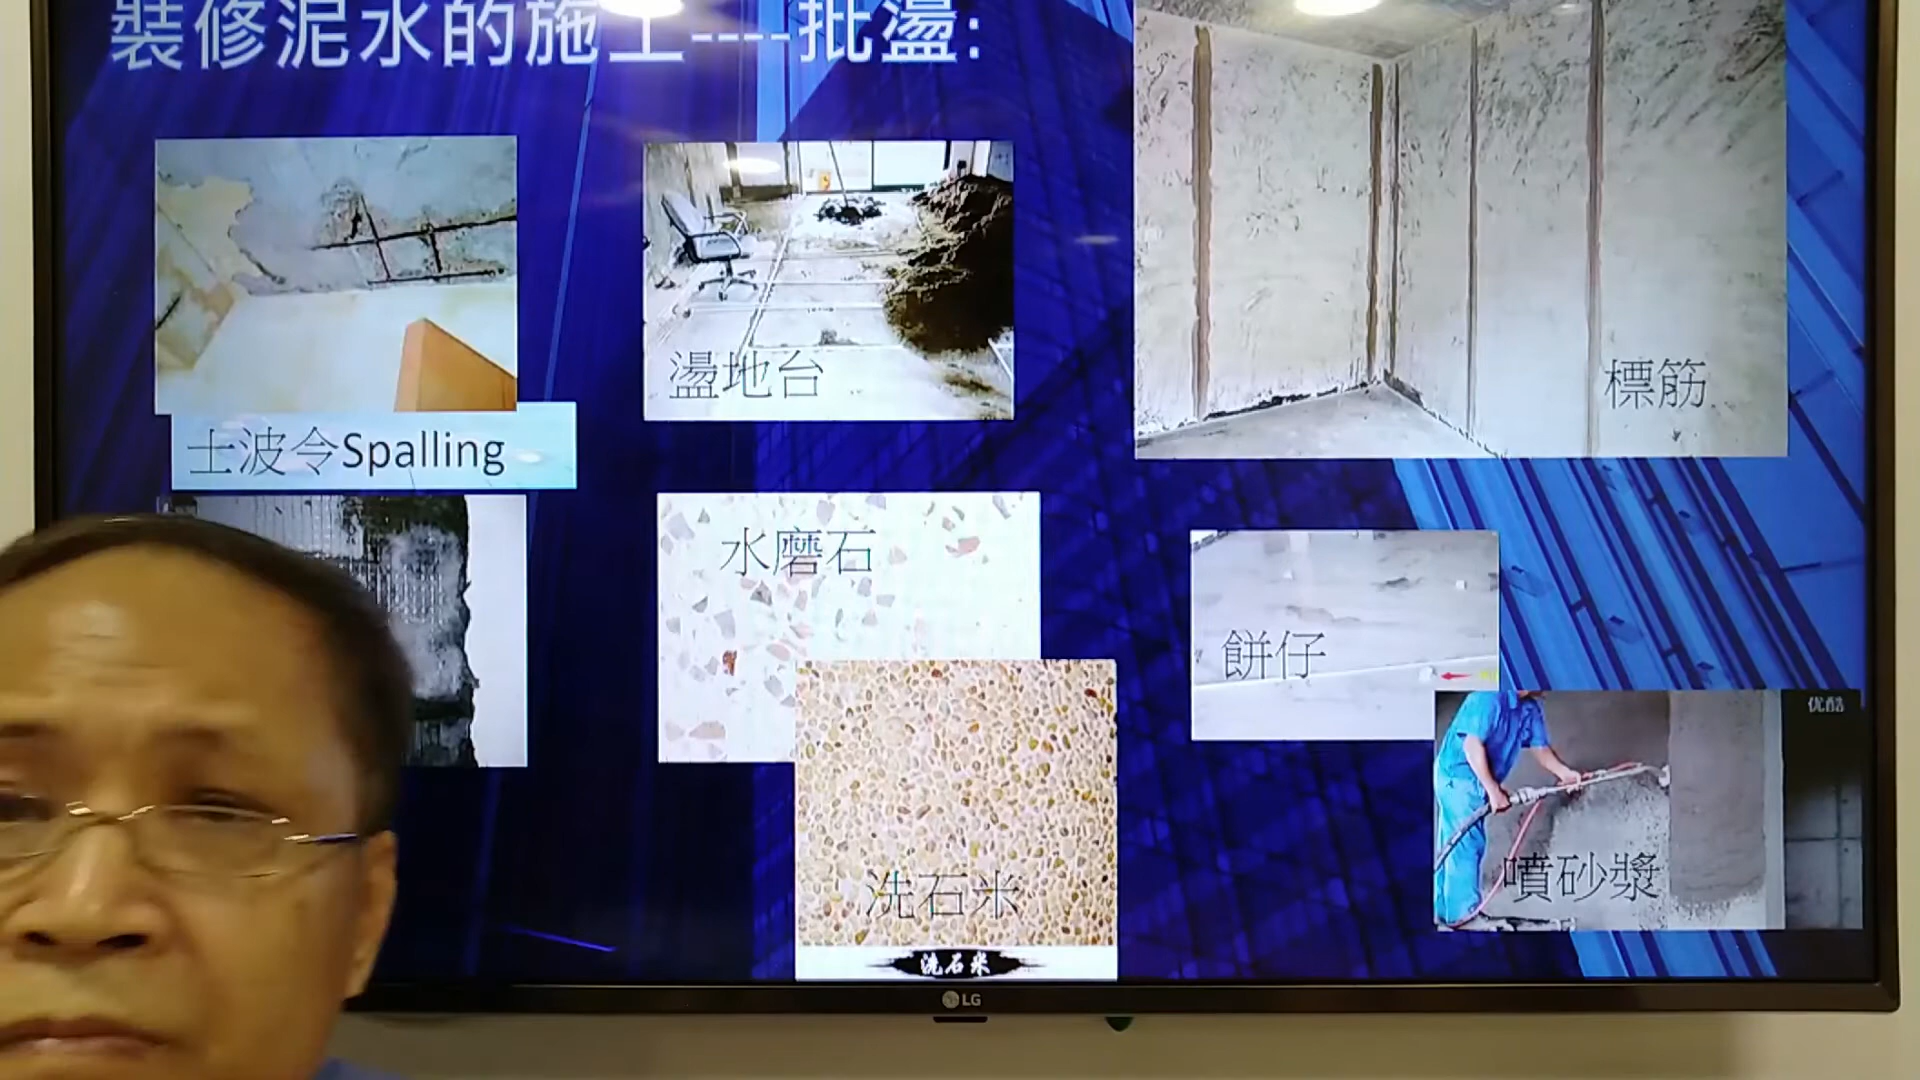 裝修泥水的施工----批盪:
盪地台
標筋
士波令Spalling
水磨石
餅仔
优酷
噴砂漿
洗石米
洗石米
LG